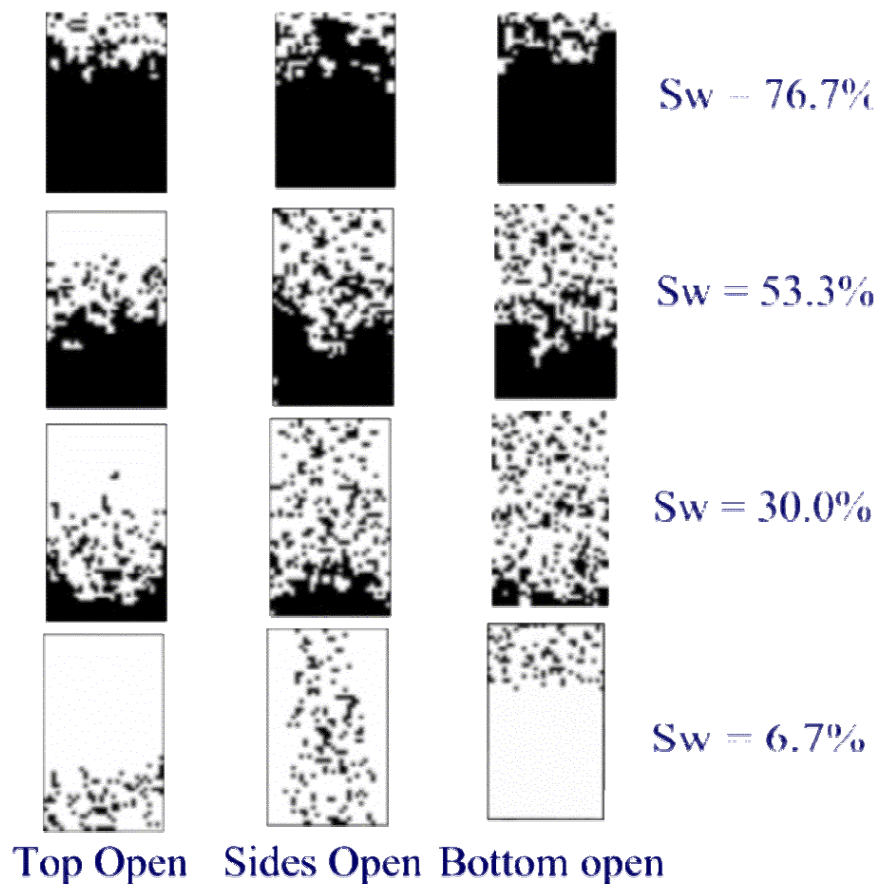 Sw = 76.7%
Sw = 53.3%
Sw = 30.0%
Sw = 6.7%
Top Open Sides Open Bottom open